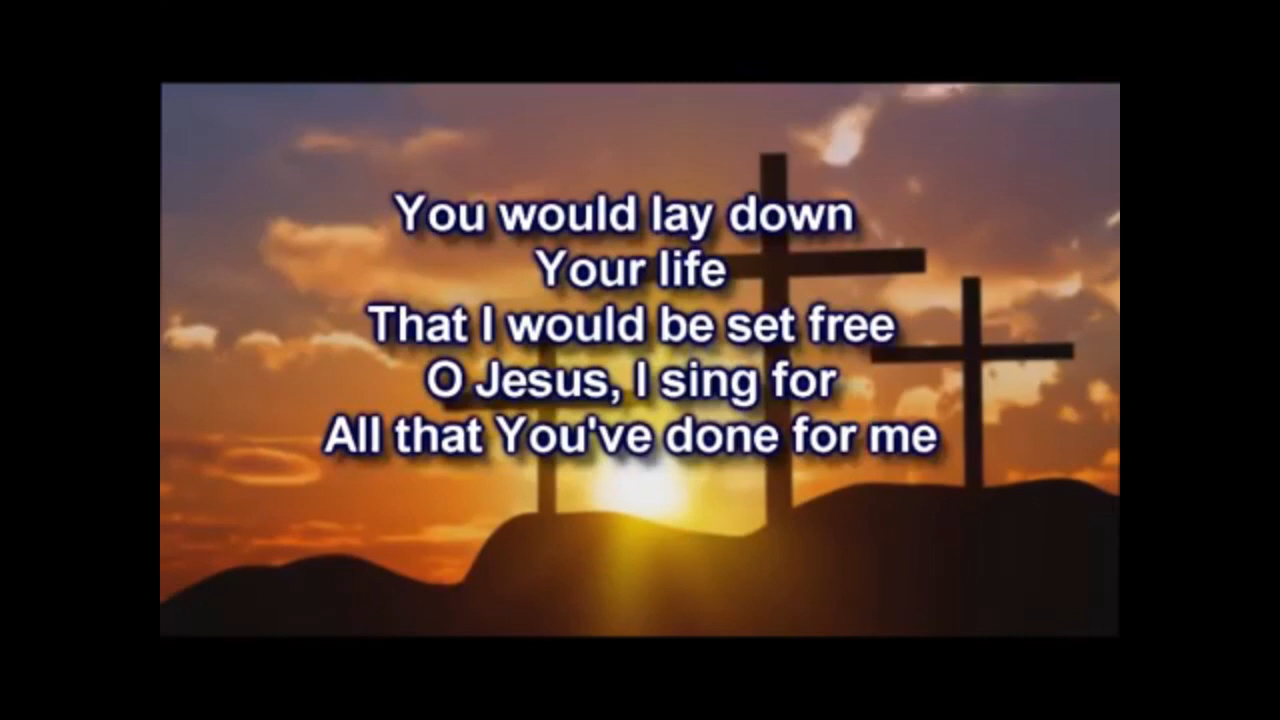 You would lay down
Your life
That I would be set free
O Jesus, I sing for
All that You've done for me